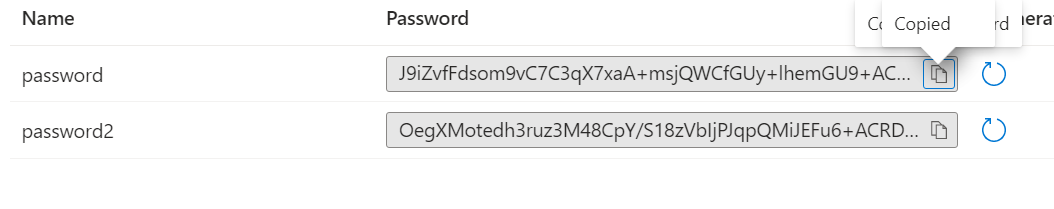 Name Password Copied
password J9iZvfFdsom9vC7C3qX7xaA+msjQWCfGUy+lhemGU9+AC...
password2 OegXMotedh3ruz3M48CpY/S18zVbIjPJqpQMiJEFu6+ACRD...